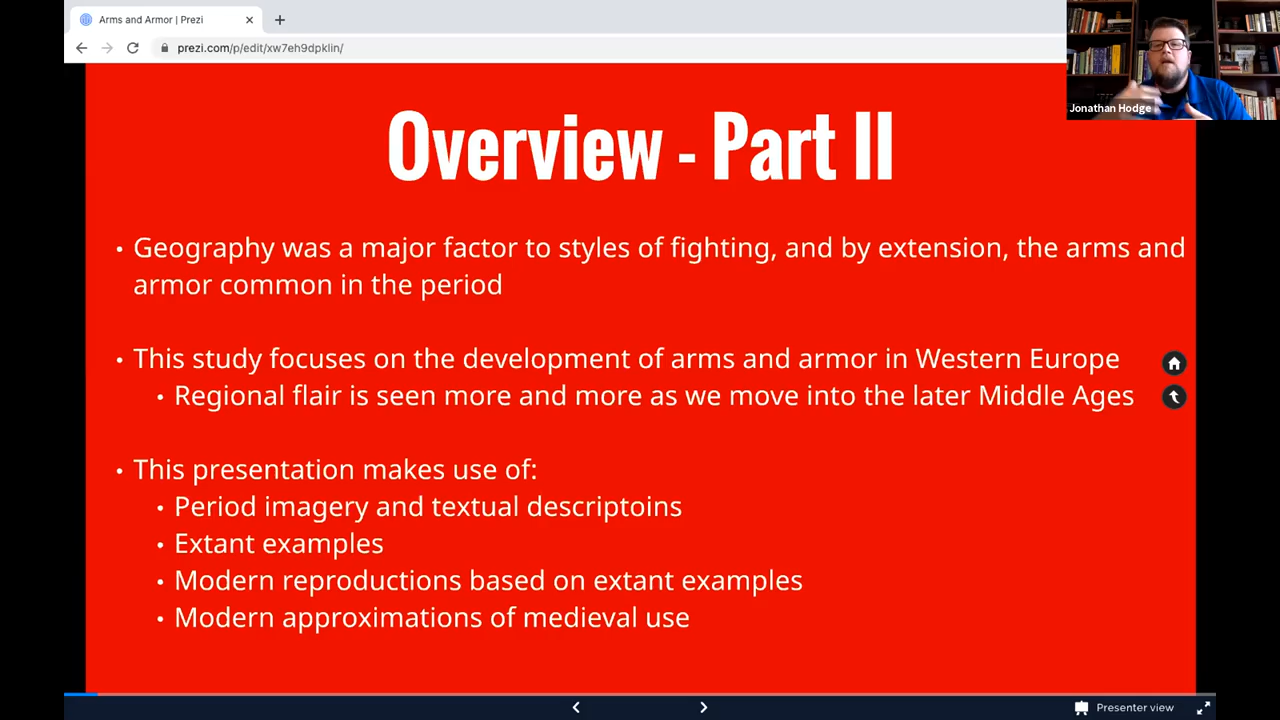 Arms and Armor | Prezi
prezi.com/p/edit/xw7eh9dpklin/
Jonathan Hodge
Overview - Part II
• Geography was a major factor to styles of fighting, and by extension, the arms and
armor common in the period
• This study focuses on the development of arms and armor in Western Europe
• Regional flair is seen more and more as we move into the later Middle Ages
• This presentation makes use of:
• Period imagery and textual descriptoins
• Extant examples
• Modern reproductions based on extant examples
• Modern approximations of medieval use
Presenter view